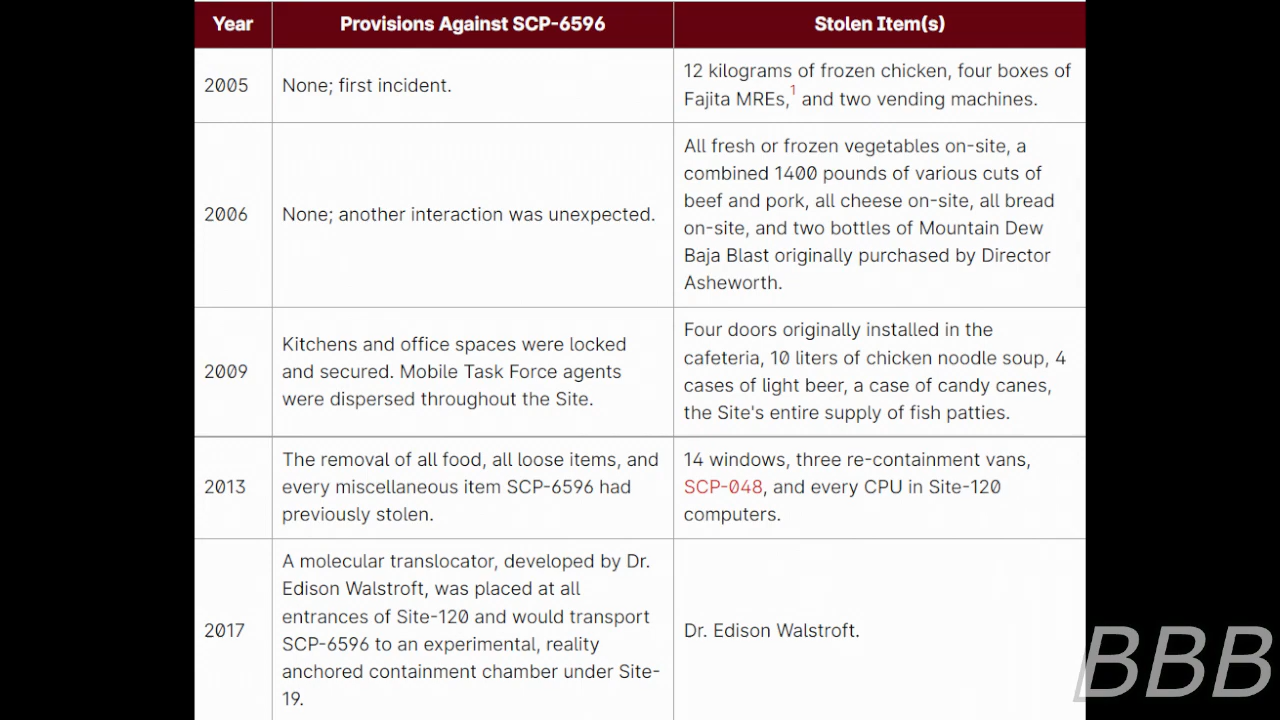 Year Provisions Against SCP-6596 Stolen Item(s)
2005
None; first incident.
12 kilograms of frozen chicken, four boxes of
Fajita MREs,1 and two vending machines.
2006
None; another interaction was unexpected.
All fresh or frozen vegetables on-site, a
combined 1400 pounds of various cuts of
beef and pork, all cheese on-site, all bread
on-site, and two bottles of Mountain Dew
Baja Blast originally purchased by Director
Asheworth.
2009
Kitchens and office spaces were locked
and secured. Mobile Task Force agents
were dispersed throughout the Site.
Four doors originally installed in the
cafeteria, 10 liters of chicken noodle soup, 4
cases of light beer, a case of candy canes,
the Site's entire supply of fish patties.
2013
The removal of all food, all loose items, and
every miscellaneous item SCP-6596 had
previously stolen.
14 windows, three re-containment vans,
SCP-048, and every CPU in Site-120
computers.
2017
A molecular translocator, developed by Dr.
Edison Walstroft, was placed at all
entrances of Site-120 and would transport
SCP-6596 to an experimental, reality
anchored containment chamber under Site-
19.
Dr. Edison Walstroft.
BBB